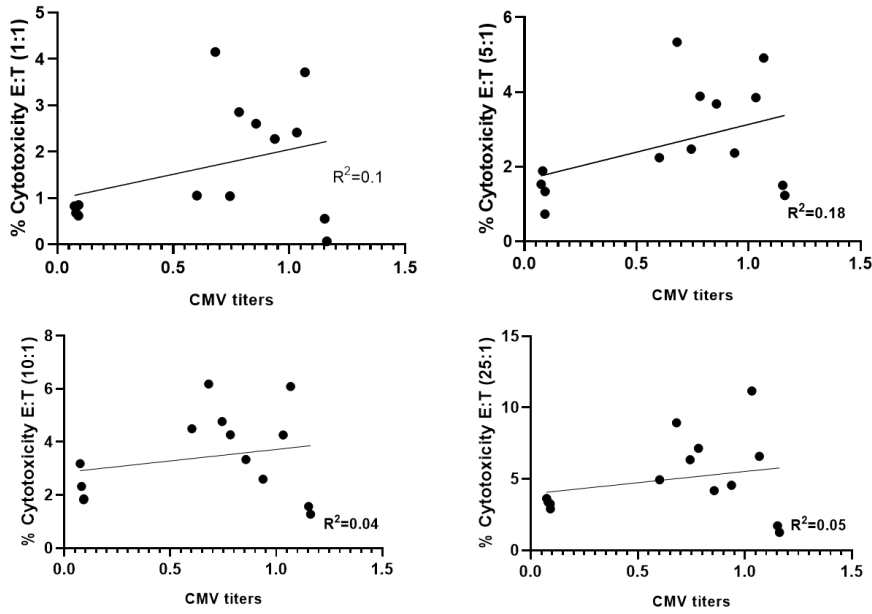 % Cytotoxicity E:T (1:1)
5
4
3
2
1
0
R²=0.1
0.0 0.5 1.0 1.5
CMV titers
% Cytotoxicity E:T (5:1)
6
4
2
0
R²=0.18
0.0 0.5 1.0 1.5
CMV titers
% Cytotoxicity E:T (10:1)
8
6
4
2
0
R²=0.04
0.0 0.5 1.0 1.5
CMV titers
% Cytotoxicity E:T (25:1)
15
10
5
0
R²=0.05
0.0 0.5 1.0 1.5
CMV titers